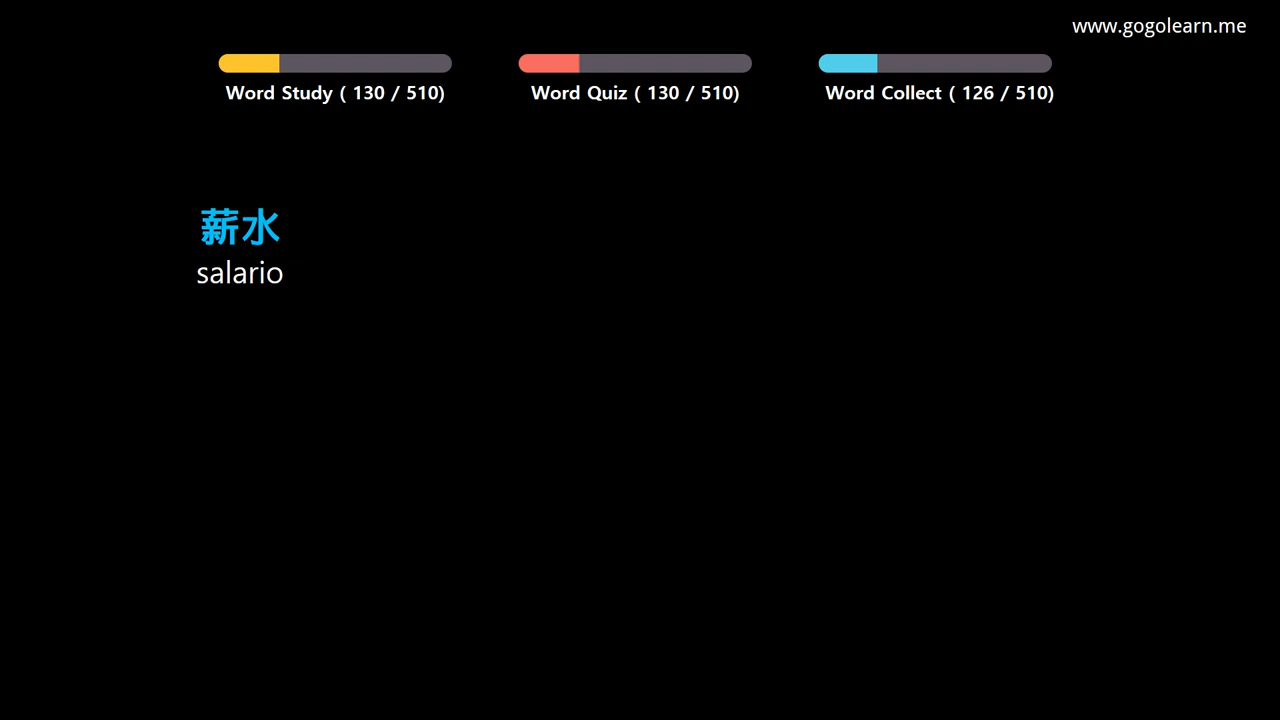 www.gogolearn.me
Word Study ( 130 / 510)
Word Quiz ( 130 / 510)
Word Collect ( 126 / 510)
薪水
salario